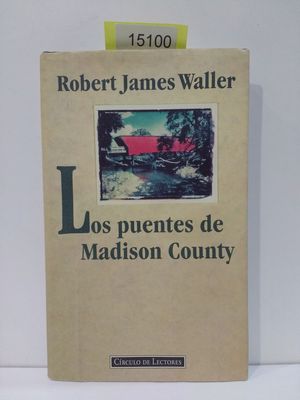 15100
Robert James Waller
Los puentes de
Madison County
CÍRCULO DE LECTORES